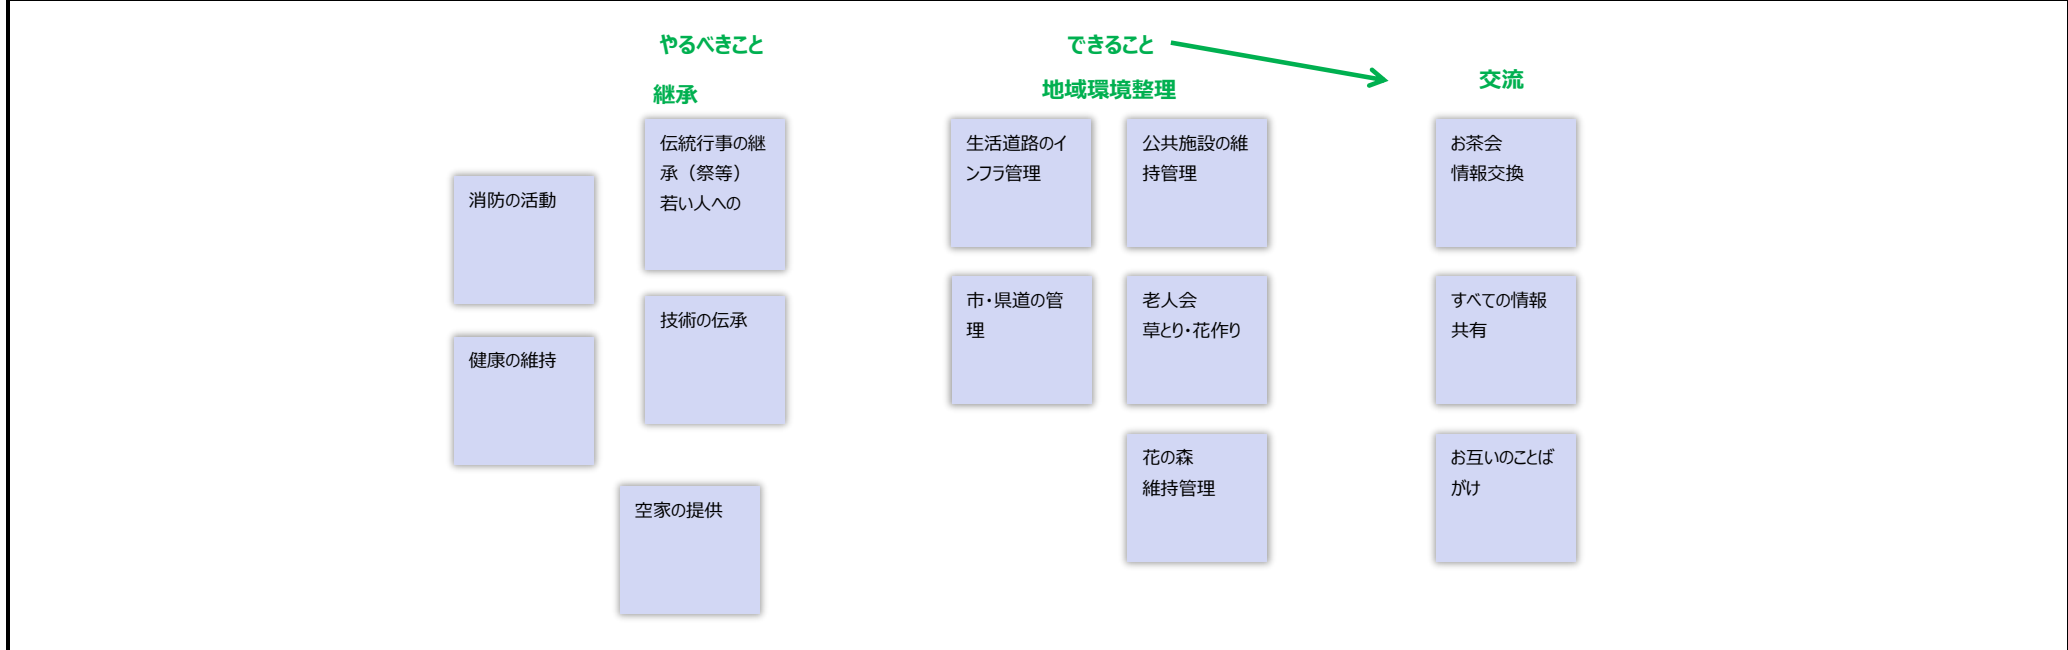 やるべきこと
継承
伝統行事の継
承（祭等）
若い人への
消防の活動
技術の伝承
健康の維持
空家の提供
できること
地域環境整理
生活道路のイ
ンフラ管理
公共施設の維
持管理
市・県道の管
理
老人会
草とり・花作り
花の森
維持管理
交流
お茶会
情報交換
すべての情報
共有
お互いのことば
がけ